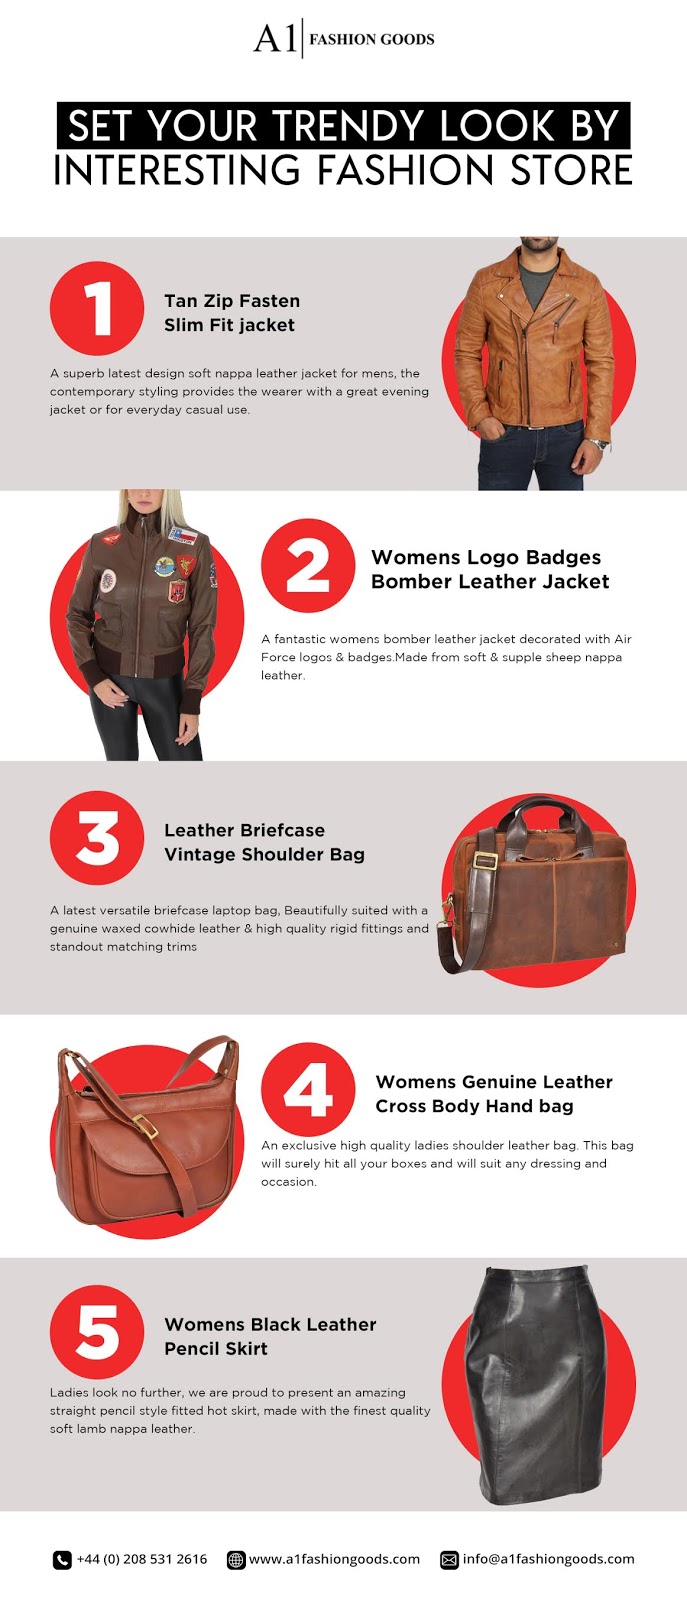 A1 FASHION GOODS
SET YOUR TRENDY LOOK BY
INTERESTING FASHION STORE
1
Tan Zip Fasten
Slim Fit jacket
A superb latest design soft nappa leather jacket for mens, the
contemporary styling provides the wearer with a great evening
jacket or for everyday casual use.
2
Womens Logo Badges
Bomber Leather Jacket
A fantastic womens bomber leather jacket decorated with Air
Force logos & badges.Made from soft & supple sheep nappa
leather.
3
Leather Briefcase
Vintage Shoulder Bag
A latest versatile briefcase laptop bag, Beautifully suited with a
genuine waxed cowhide leather & high quality rigid fittings and
standout matching trims
4
Womens Genuine Leather
Cross Body Hand bag
An exclusive high quality ladies shoulder leather bag. This bag
will surely hit all your boxes and will suit any dressing and
occasion.
5
Womens Black Leather
Pencil Skirt
Ladies look no further, we are proud to present an amazing
straight pencil style fitted hot skirt, made with the finest quality
soft lamb nappa leather.
+44 (0) 208 531 2616 www.a1fashiongoods.com info@a1fashiongoods.com